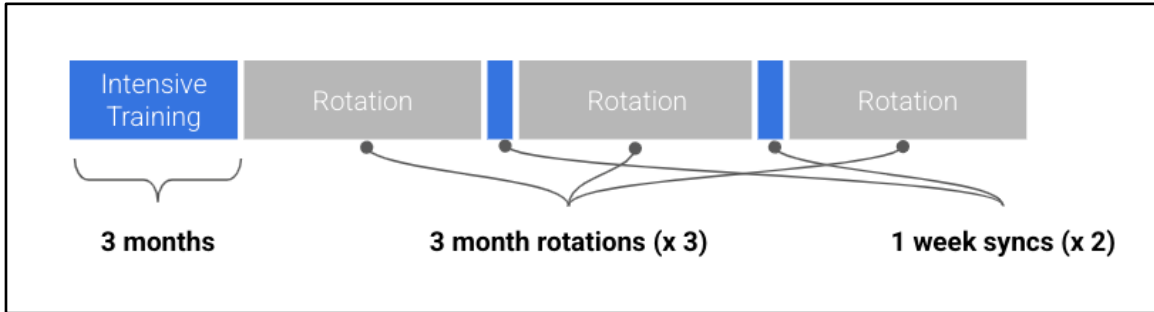 Intensive
Training
Rotation
Rotation
Rotation
3 months
3 month rotations (x 3)
1 week syncs (x 2)